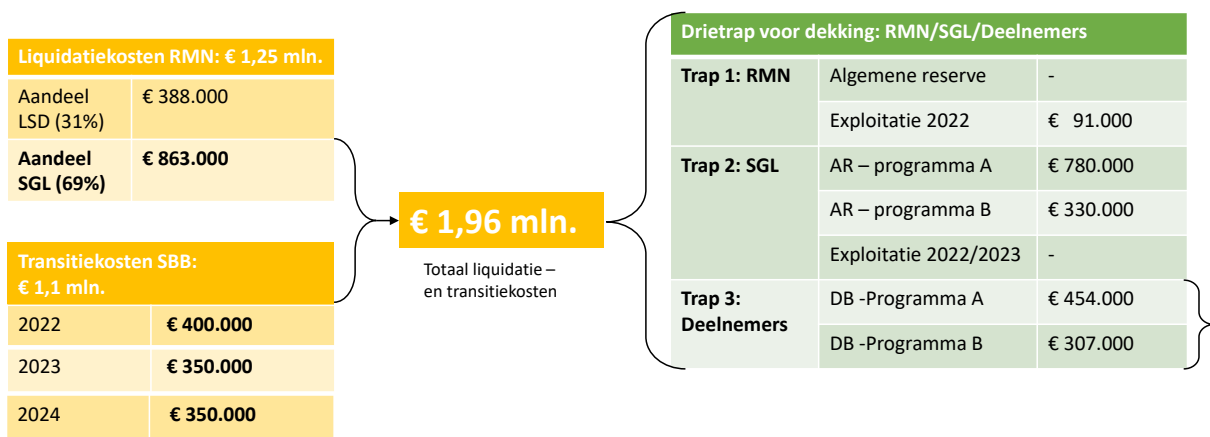 Liquidatiekosten RMN: € 1,25 mln.
Aandeel LSD (31%) € 388.000
Aandeel SGL (69%) € 863.000
Transitiekosten SBB:
€ 1,1 mln.
2022 € 400.000
2023 € 350.000
2024 € 350.000
€ 1,96 mln.
Totaal liquidatie –
en transitiekosten
Drietrap voor dekking: RMN/SGL/Deelnemers
Trap 1: RMN Algemene reserve -
Exploitatie 2022 € 91.000
Trap 2: SGL AR – programma A € 780.000
AR – programma B € 330.000
Exploitatie 2022/2023 -
Trap 3: Deelnemers DB -Programma A € 454.000
DB -Programma B € 307.000